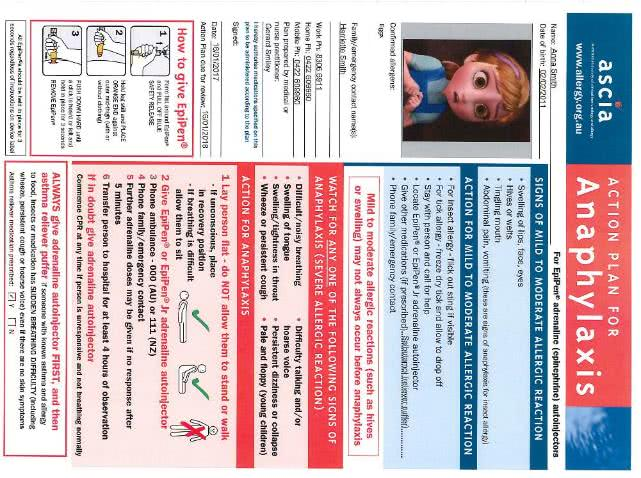 ascia
www.allergy.org.au
ACTION PLAN FOR
Anaphylaxis
For EpiPen® adrenaline (epinephrine) autoinjectors
Name: Anna Smith
Date of birth: 02/02/2011
Confirmed allergens:
Eggs
Family/emergency contact name(s):
Henriette Smith
Work Ph: 8306 6911
Home Ph: 0422 809980
Mobile Ph: 0422 809980
Plan prepared by medical or
nurse practitioner:
Gerard Smiley
I hereby authorise medications specified on this
plan to be administered according to the plan
Signed:
Date: 16/01/2017
Action Plan due for review: 16/01/2018
How to give EpiPen®
1
Form fist around EpiPen®
and PULL OFF BLUE
SAFETY RELEASE
2
Hold leg still and PLACE
ORANGE END against
outer mid-thigh (with or
without clothing)
3
PUSH DOWN HARD until
a click is heard or felt and
hold in place for 3 seconds
REMOVE EpiPen®
All EpiPen®s should be held in place for 3
seconds regardless of instructions on device label
SIGNS OF MILD TO MODERATE ALLERGIC REACTION
• Swelling of lips, face, eyes
• Hives or welts
• Tingling mouth
• Abdominal pain, vomiting (these are signs of anaphylaxis for insect allergy)
ACTION FOR MILD TO MODERATE ALLERGIC REACTION
• For insect allergy - flick out sting if visible
• For tick allergy - freeze dry tick and allow to drop off
• Stay with person and call for help
• Locate EpiPen® or EpiPen® Jr adrenaline autoinjector
• Give other medications (if prescribed)
• Phone family/emergency contact
Mild to moderate allergic reactions (such as hives
or swelling) may not always occur before anaphylaxis
WATCH FOR ANY ONE OF THE FOLLOWING SIGNS OF
ANAPHYLAXIS (SEVERE ALLERGIC REACTION)
• Difficult/noisy breathing
• Swelling of tongue
• Swelling/tightness in throat
• Wheeze or persistent cough
• Difficulty talking and/or
hoarse voice
• Persistent dizziness or collapse
• Pale and floppy (young children)
ACTION FOR ANAPHYLAXIS
1 Lay person flat - do NOT allow them to stand or walk
- If unconscious, place
in recovery position
- If breathing is difficult
allow them to sit
2 Give EpiPen® or EpiPen® Jr adrenaline autoinjector
3 Phone ambulance - 000 (AU) or 111 (NZ)
4 Phone family/emergency contact
5 Further adrenaline doses may be given if no response after
5 minutes
6 Transfer person to hospital for at least 4 hours of observation
If in doubt give adrenaline autoinjector
Commence CPR at any time if person is unresponsive and not breathing normally
ALWAYS give adrenaline autoinjector FIRST, and then
asthma reliever puffer if someone with known asthma and allergy
to food, insects or medication has SUDDEN BREATHING DIFFICULTY (including
wheeze, persistent cough or hoarse voice) even if there are no skin symptoms
Asthma reliever medication prescribed: Y N